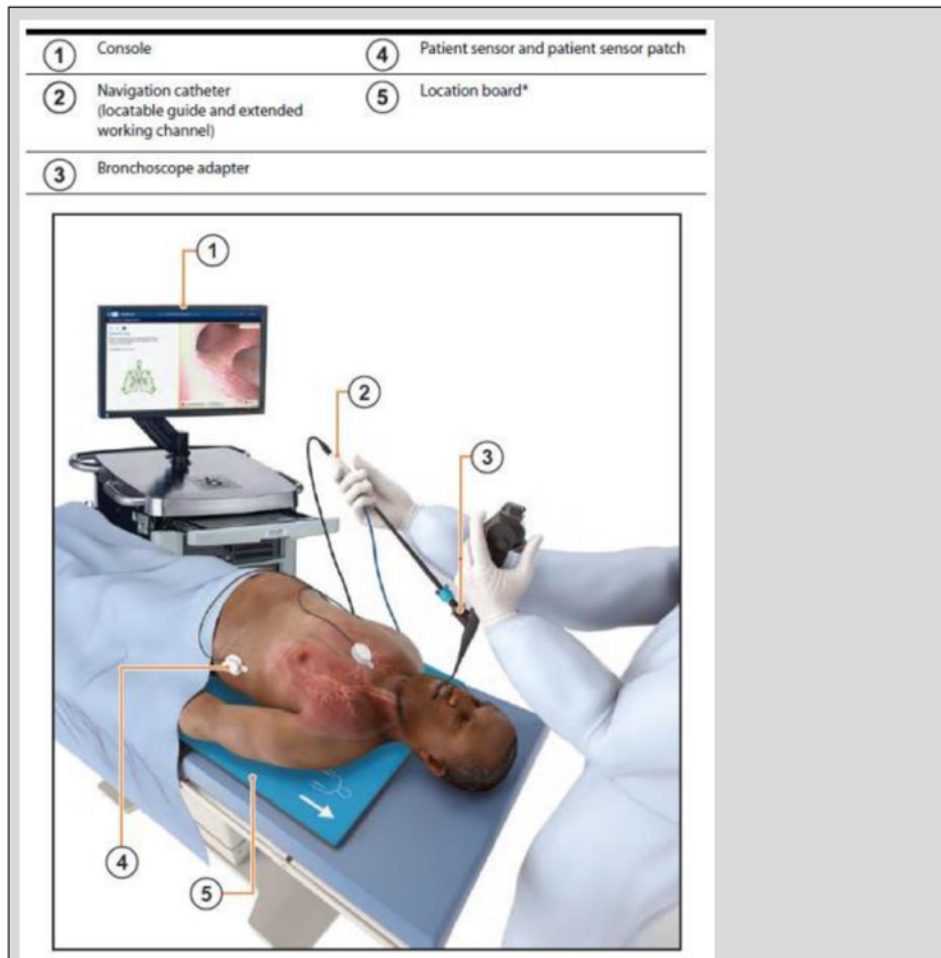 1 Console 4 Patient sensor and patient sensor patch
2 Navigation catheter 5 Location board*
(locatable guide and extended
working channel)
3 Bronchoscope adapter
1
2
3
4
5